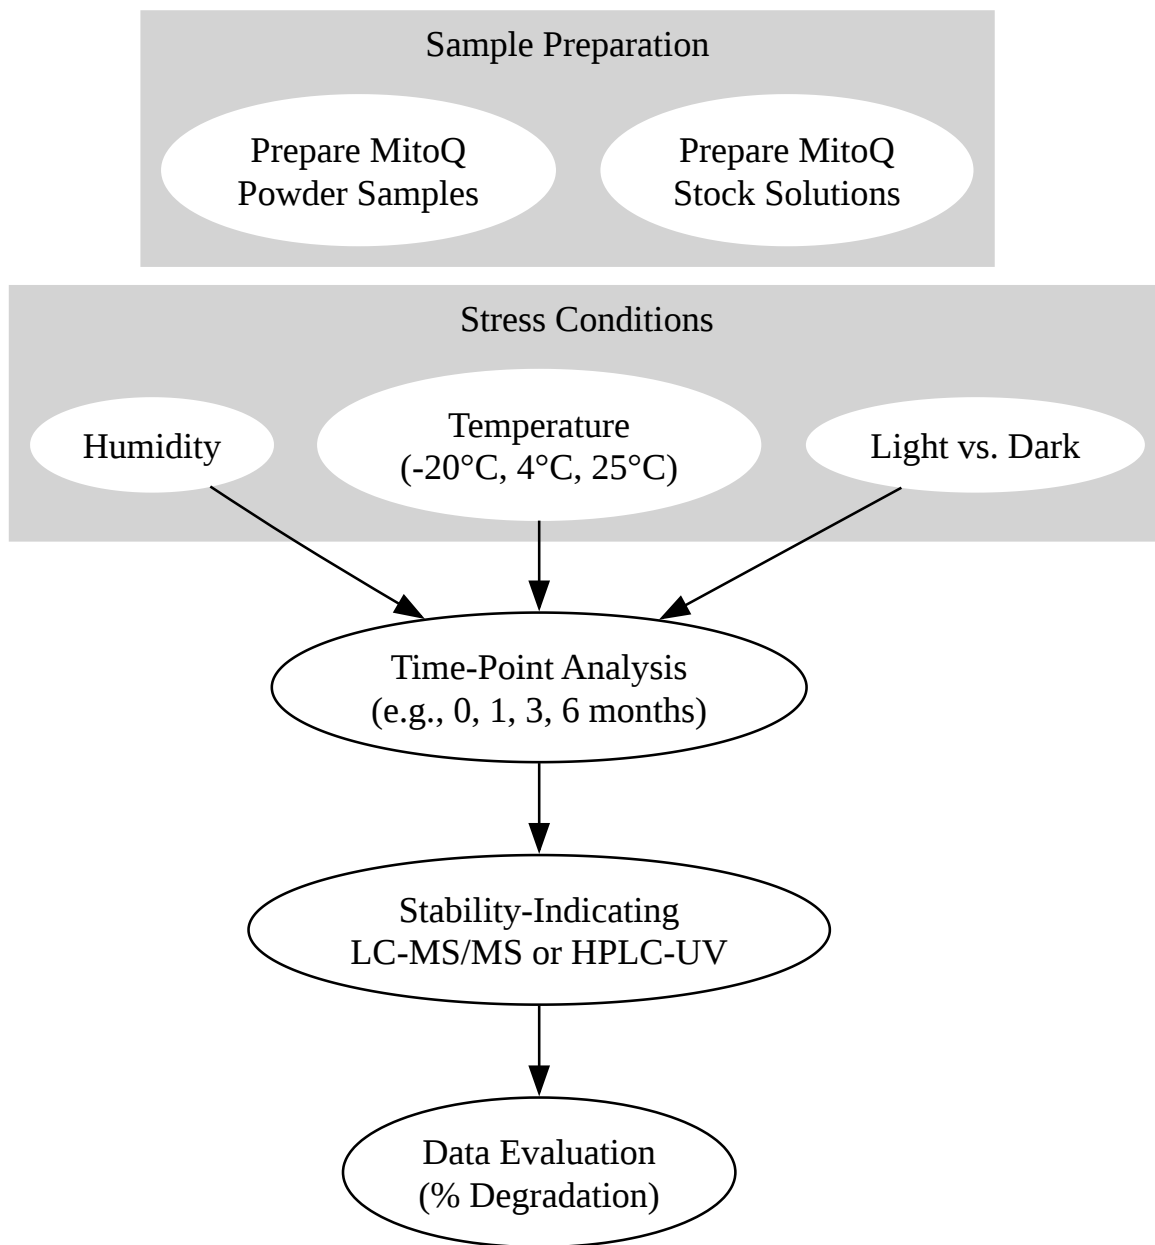 Sample Preparation
Prepare MitoQ
Powder Samples
Prepare MitoQ
Stock Solutions
Stress Conditions
Humidity
Temperature
(-20°C, 4°C, 25°C)
Light vs. Dark
Time-Point Analysis
(e.g., 0, 1, 3, 6 months)
Stability-Indicating
LC-MS/MS or HPLC-UV
Data Evaluation
(% Degradation)